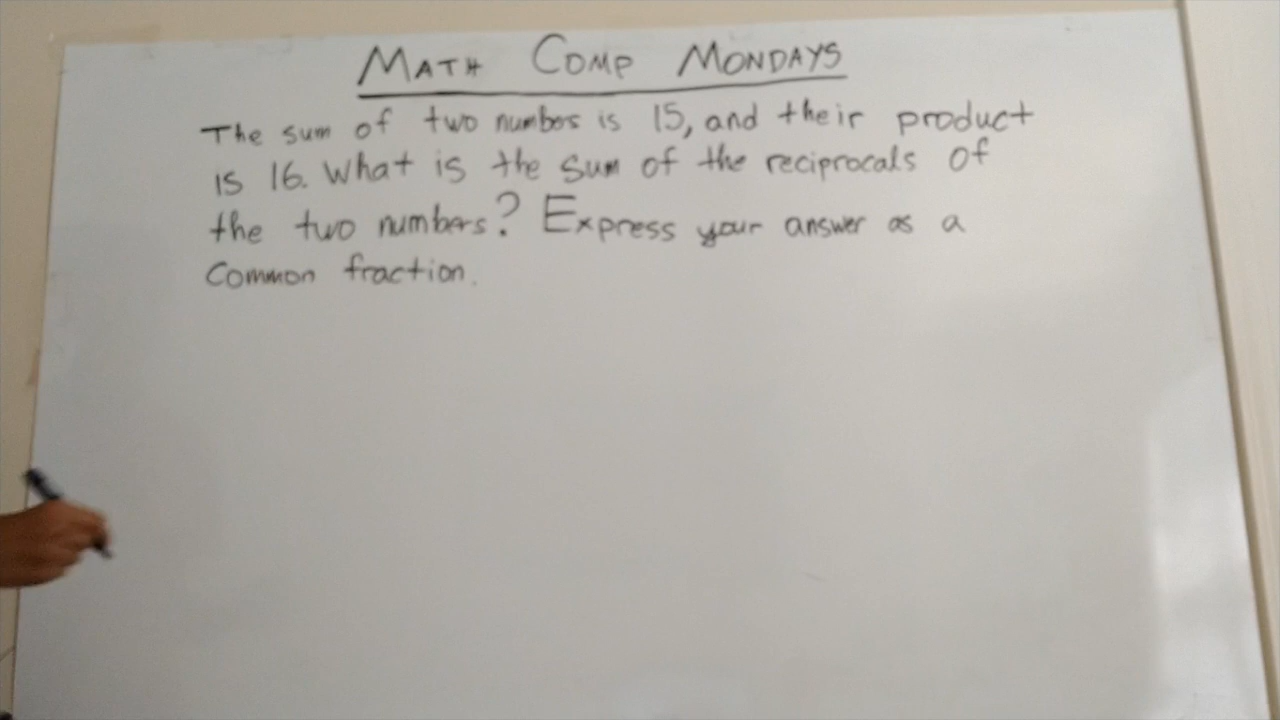 MATH COMP MONDAYS
The sum of two numbers is 15, and their product
is 16. What is the sum of the reciprocals of
the two numbers? Express your answer as a
Common fraction.